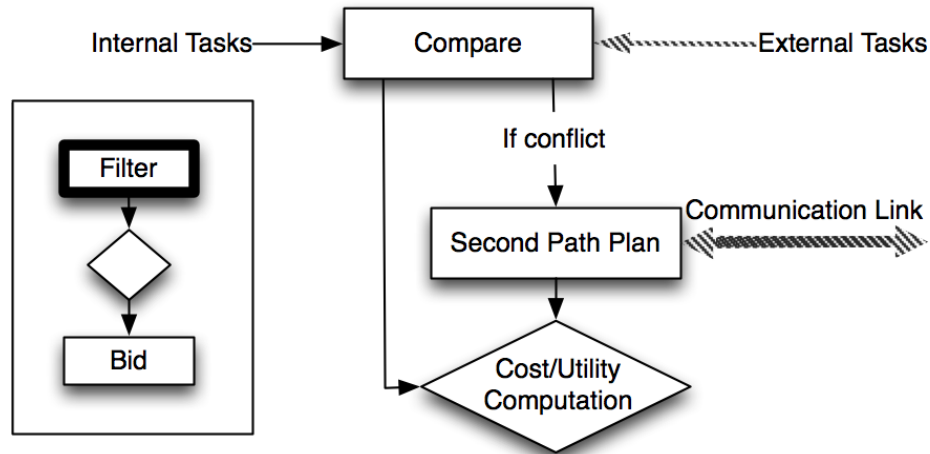 Internal Tasks
Compare
External Tasks
If conflict
Filter
Communication Link
Second Path Plan
Bid
Cost/Utility
Computation